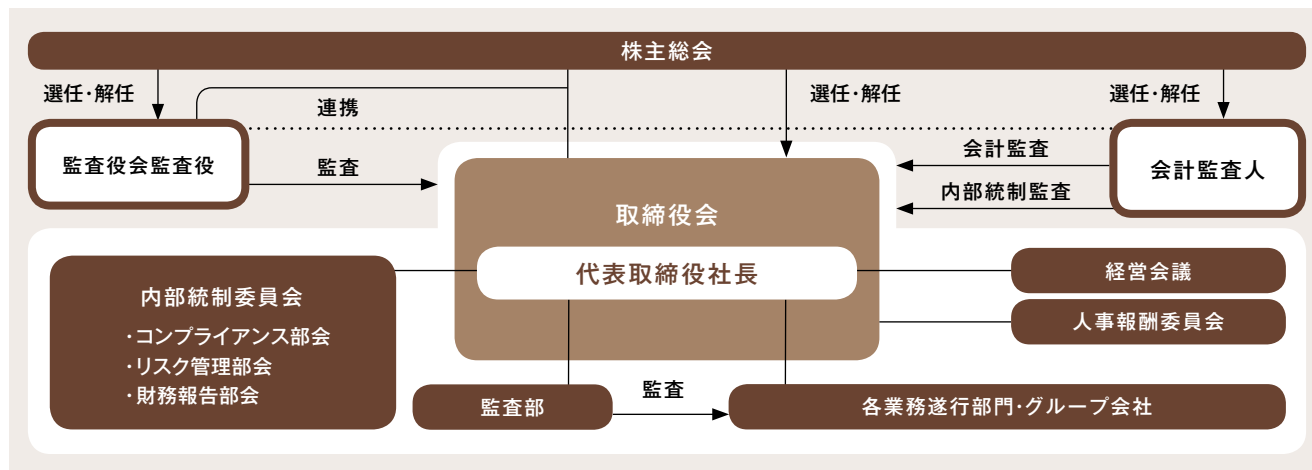 株主総会
選任・解任
連携
選任・解任
選任・解任
監査役会監査役
監査
会計監査
会計監査人
内部統制監査
取締役会
代表取締役社長
内部統制委員会
・コンプライアンス部会
・リスク管理部会
・財務報告部会
経営会議
人事報酬委員会
監査部
監査
各業務遂行部門・グループ会社